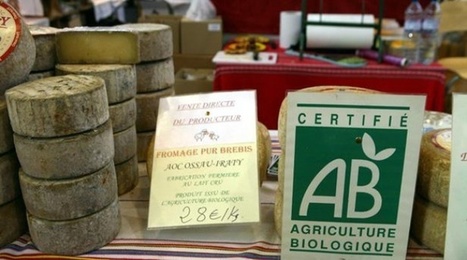 VENTE DIRECTE
DU PRODUCTEUR
FROMAGE PUR BREBIS
AOC OSSAU-IRATY
FABRICATION FERMIERE
AU LAIT CRU
PRODUIT ISSU DE
L'AGRICULTURE BIOLOGIQUE
28€/Kg
CERTIFIÉ
AB
AGRICULTURE
BIOLOGIQUE